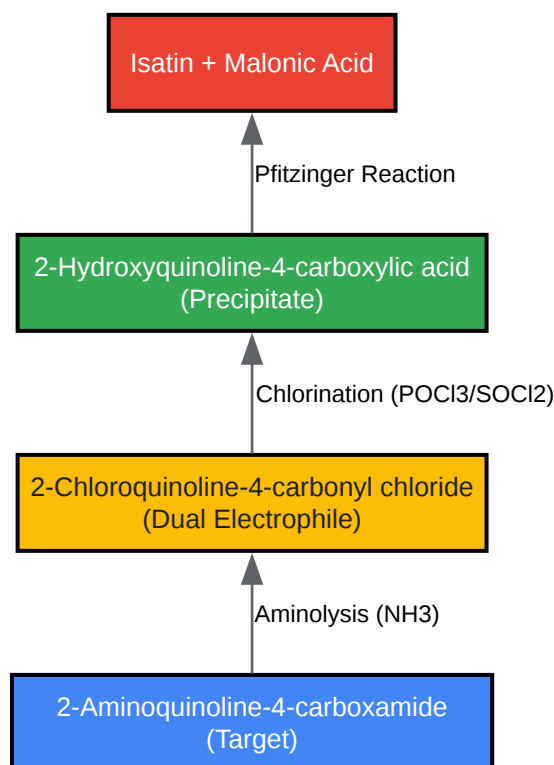 Isatin + Malonic Acid
Pfitzinger Reaction
2-Hydroxyquinoline-4-carboxylic acid
(Precipitate)
Chlorination (POCl3/SOCl2)
2-Chloroquinoline-4-carbonyl chloride
(Dual Electrophile)
Aminolysis (NH3)
2-Aminoquinoline-4-carboxamide
(Target)